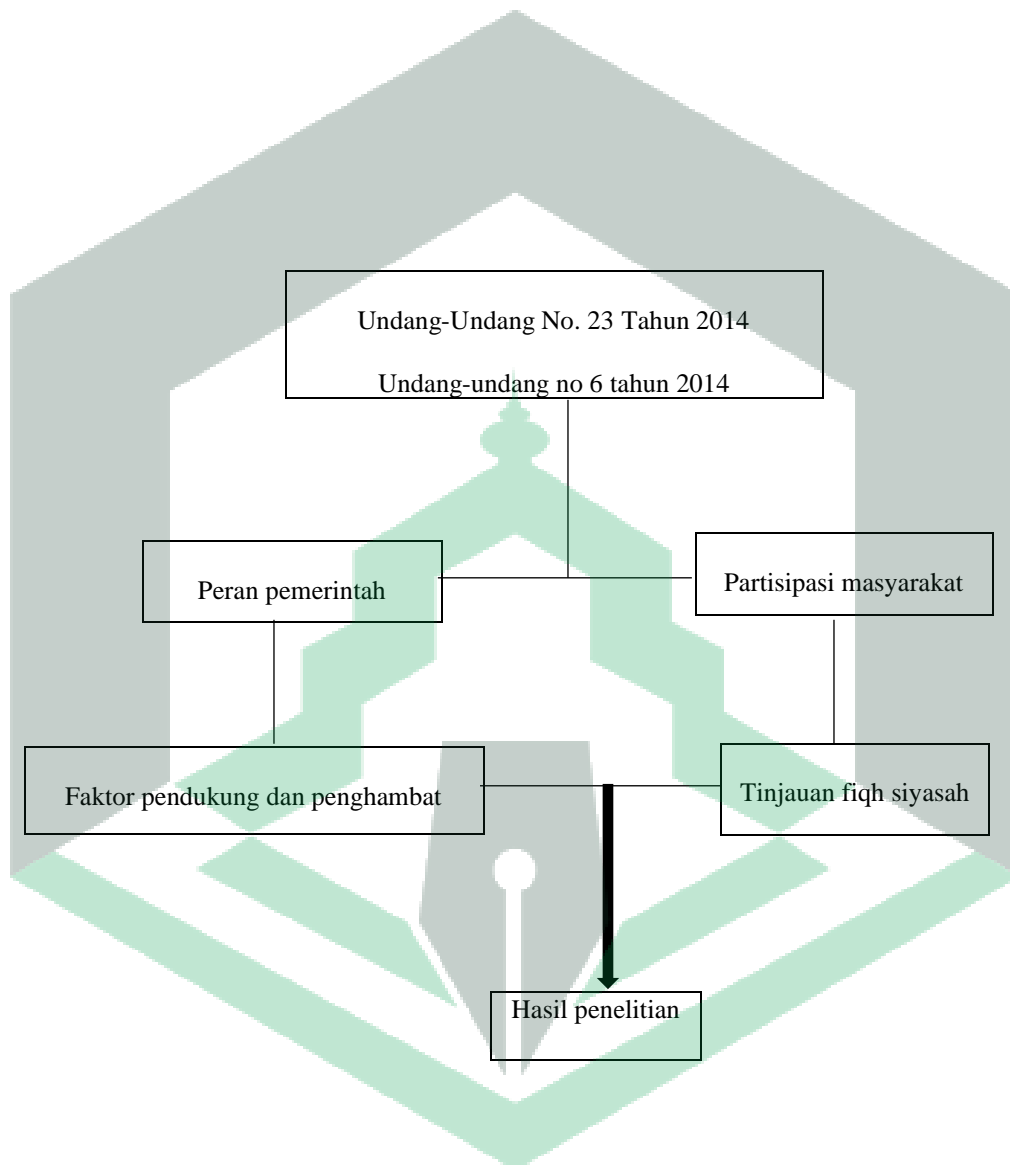 Undang-Undang No. 23 Tahun 2014
Undang-undang no 6 tahun 2014
Peran pemerintah
Partisipasi masyarakat
Faktor pendukung dan penghambat
Tinjauan fiqh siyasah
Hasil penelitian